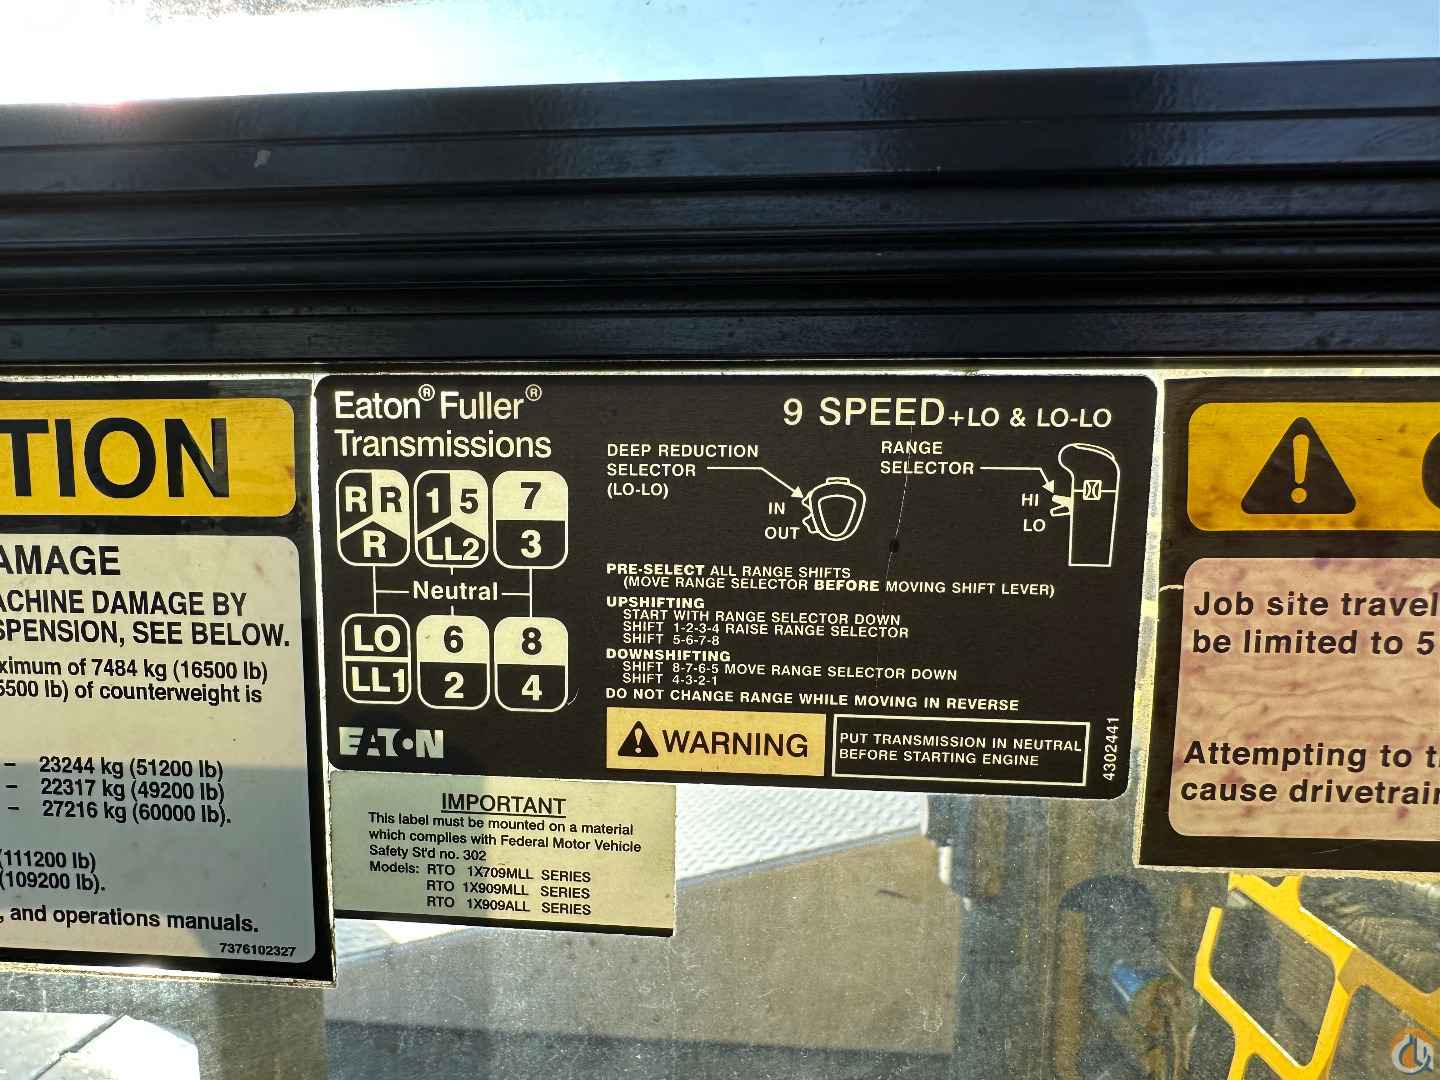 TION
AMAGE
ACHINE DAMAGE BY
SPENSION, SEE BELOW.
ximum of 7484 kg (16500 lb)
5500 lb) of counterweight is
– 23244 kg (51200 lb)
– 22317 kg (49200 lb)
– 27216 kg (60000 lb).
(111200 lb)
(109200 lb).
, and operations manuals.
7376102327
Eaton® Fuller®
Transmissions
R R 1 5 7
R LL2 3
Neutral
LO 6 8
LL1 2 4
EATON
9 SPEED +LO & LO-LO
DEEP REDUCTION
SELECTOR
(LO-LO)
IN
OUT
RANGE
SELECTOR
HI
LO
PRE-SELECT ALL RANGE SHIFTS
(MOVE RANGE SELECTOR BEFORE MOVING SHIFT LEVER)
UPSHIFTING
START WITH RANGE SELECTOR DOWN
SHIFT 1-2-3-4 RAISE RANGE SELECTOR
SHIFT 5-6-7-8
DOWNSHIFTING
SHIFT 8-7-6-5 MOVE RANGE SELECTOR DOWN
SHIFT 4-3-2-1
DO NOT CHANGE RANGE WHILE MOVING IN REVERSE
WARNING
PUT TRANSMISSION IN NEUTRAL
BEFORE STARTING ENGINE
4302441
IMPORTANT
This label must be mounted on a material
which complies with Federal Motor Vehicle
Safety St'd no. 302
Models: RTO 1X709MLL SERIES
RTO 1X909MLL SERIES
RTO 1X909ALL SERIES
Job site travel
be limited to 5
Attempting to t
cause drivetrain